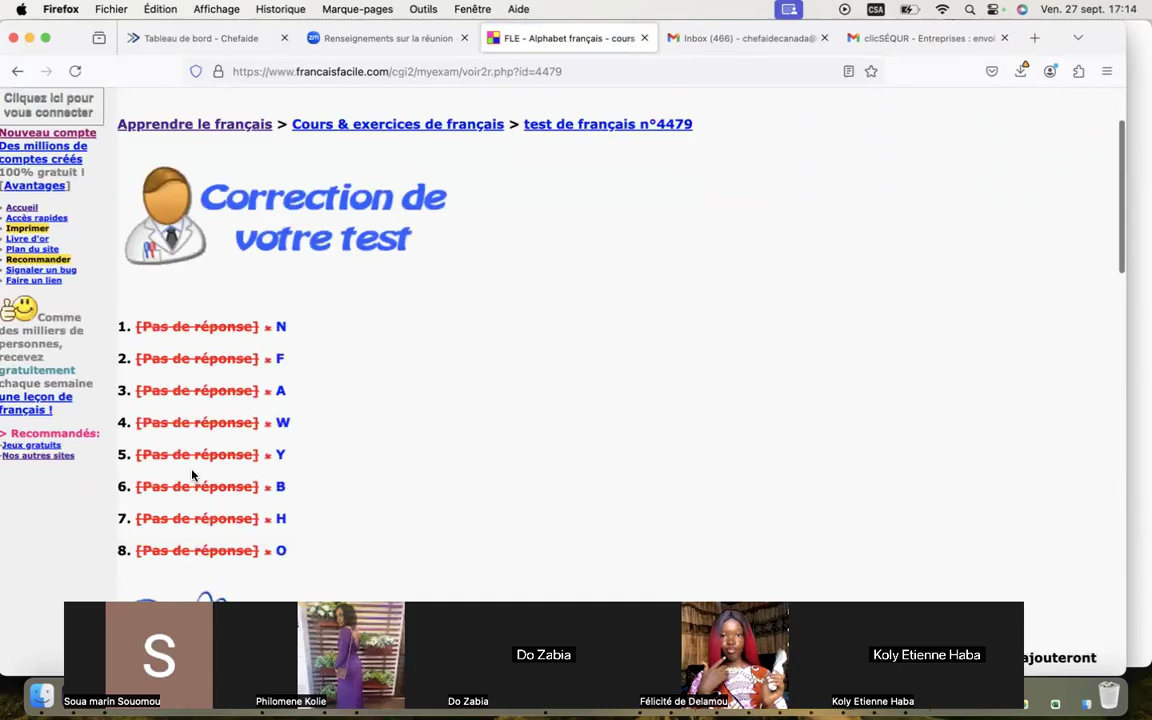 Firefox Fichier Édition Affichage Historique Marque-pages Outils Fenêtre Aide CSA Ven. 27 sept. 17:14
Tableau de bord - Chefaide × Renseignements sur la réunion × FLE - Alphabet français - cours × Inbox (466) - chefaidecanada@ × clicSÉQUR - Entreprises : envoi ×
https://www.francaisfacile.com/cgi2/myexam/voir2r.php?id=4479
Cliquez ici pour
vous connecter
Nouveau compte
Des millions de
comptes créés
100% gratuit !
[Avantages]
Accueil
Accès rapides
Imprimer
Livre d'or
Plan du site
Recommander
Signaler un bug
Faire un lien
Comme
des milliers de
personnes,
recevez
gratuitement
chaque semaine
une leçon de
français !
> Recommandés:
-Jeux gratuits
-Nos autres sites
Apprendre le français > Cours & exercices de français > test de français n°4479
Correction de
votre test
1. [Pas de réponse] N
2. [Pas de réponse] F
3. [Pas de réponse] A
4. [Pas de réponse] W
5. [Pas de réponse] Y
6. [Pas de réponse] B
7. [Pas de réponse] H
8. [Pas de réponse] O
ajouteront
S
Do Zabia
Koly Etienne Haba
Soua marin Souomou
Philomene Kolie
Do Zabia
Félicité de Delamou
Koly Etienne Haba